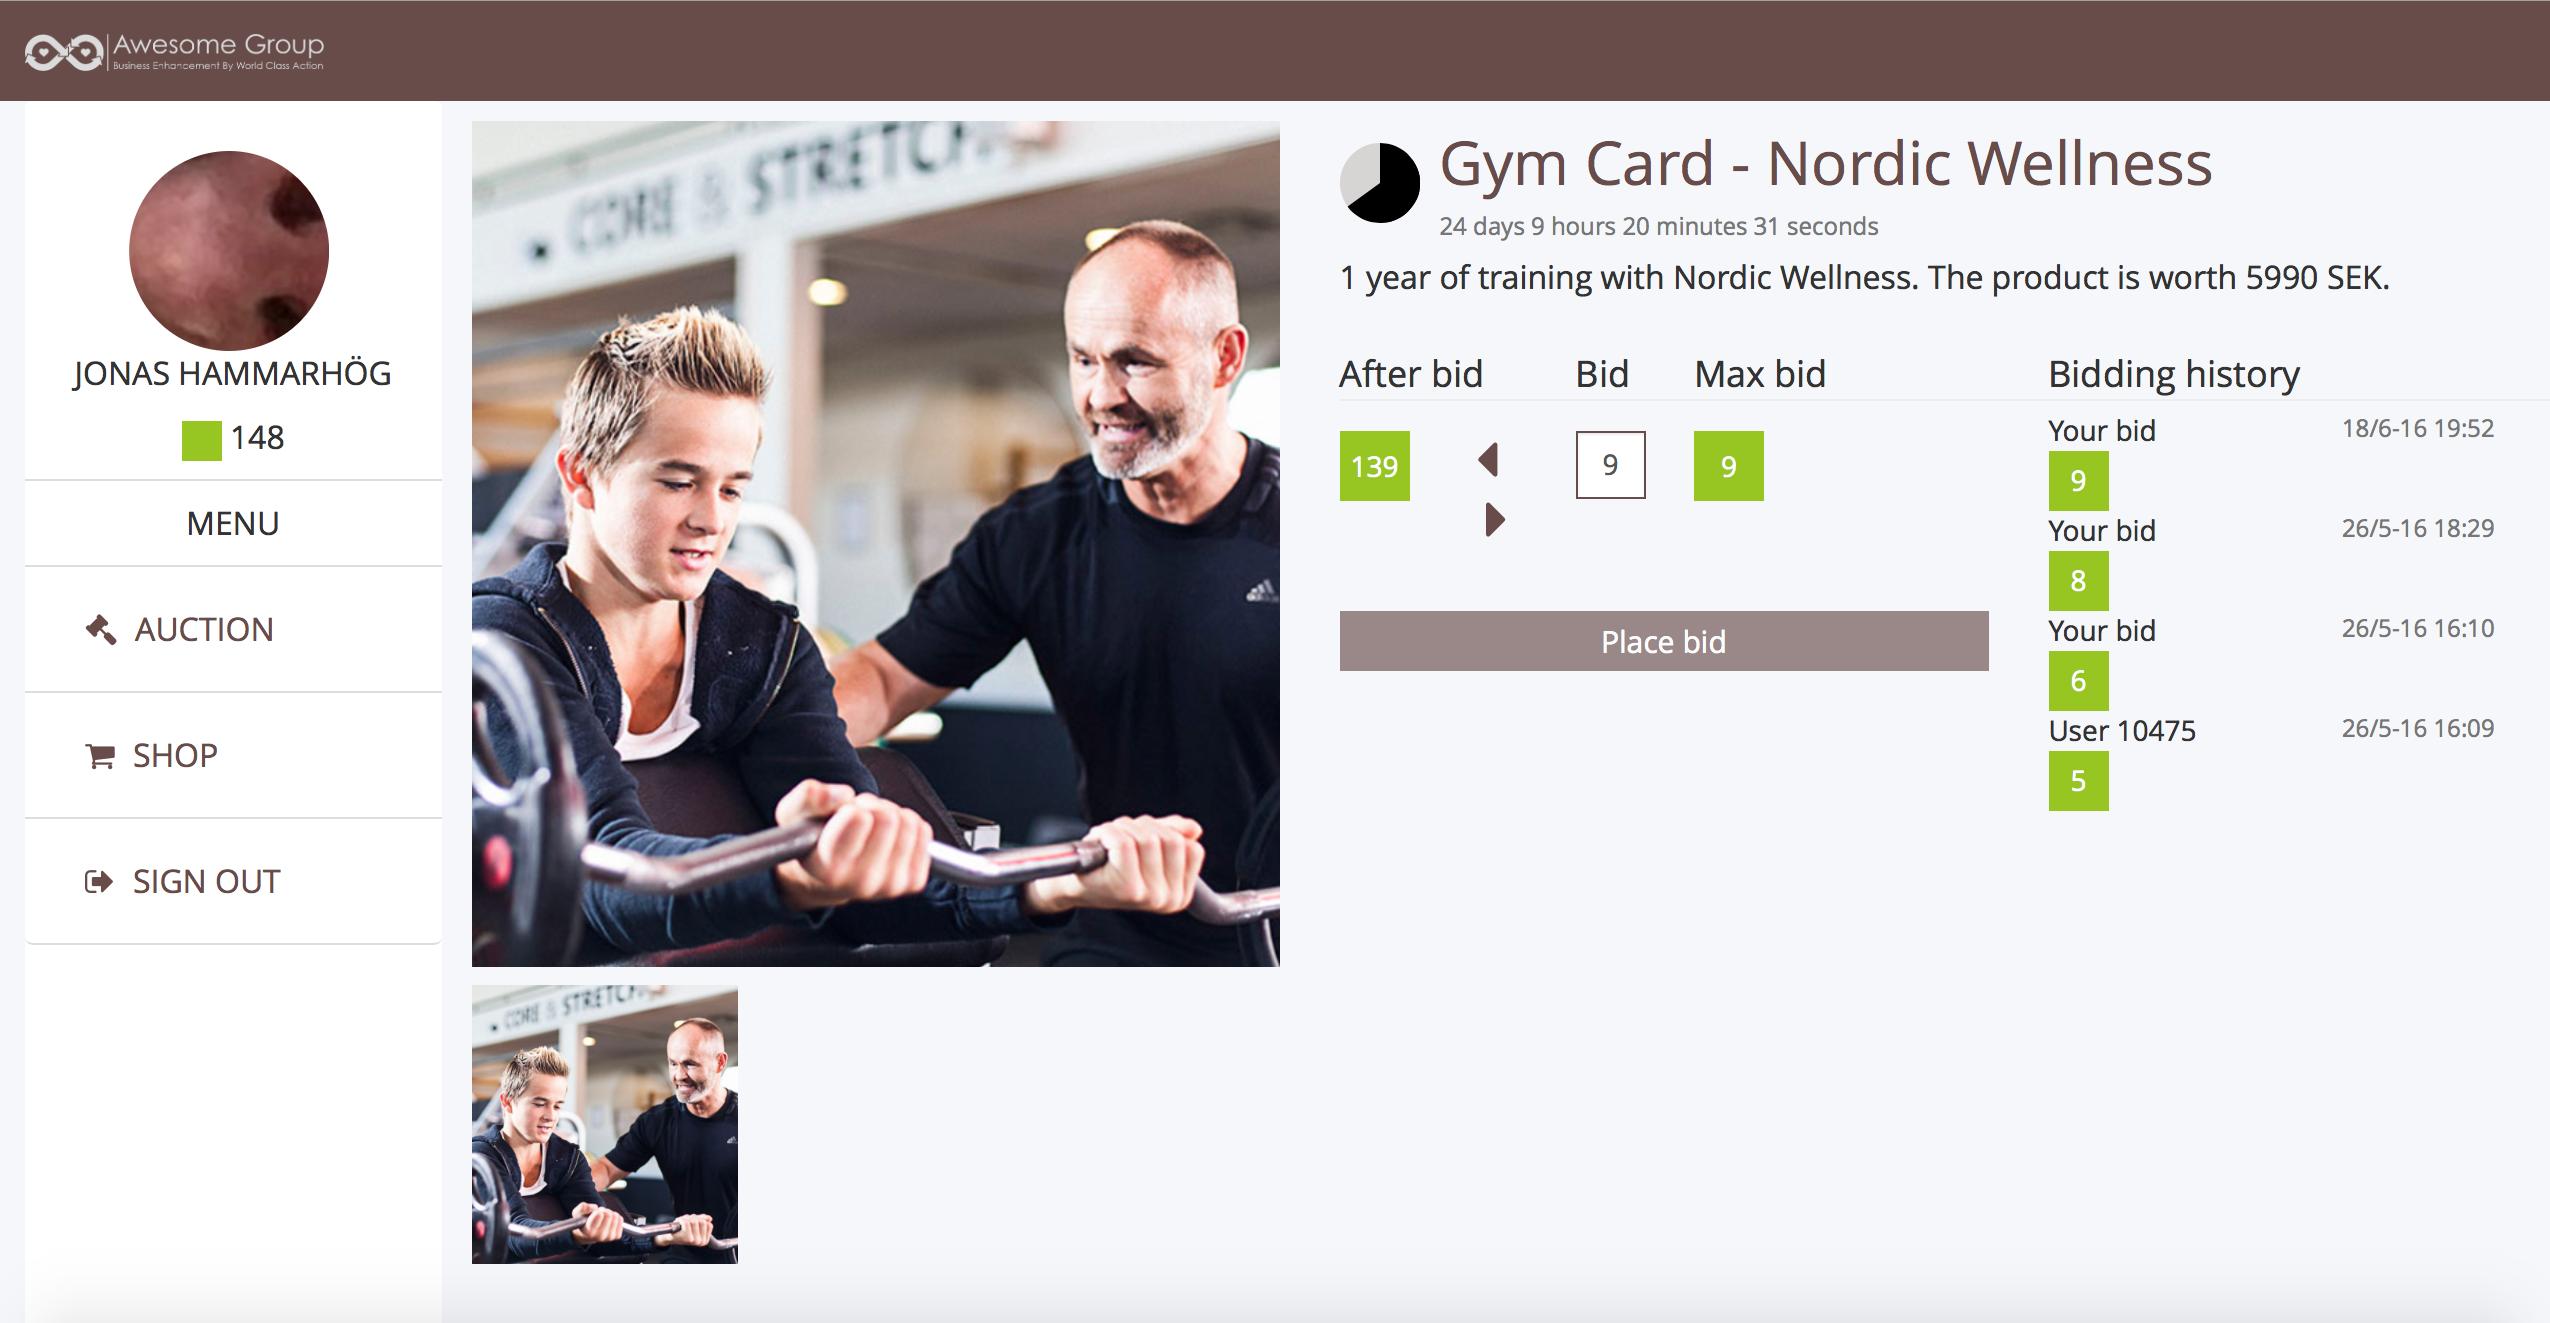 Awesome Group
Business Enhancement By World Class Action
JONAS HAMMARHÖG
148
MENU
AUCTION
SHOP
SIGN OUT
CORE & STRETCH
Gym Card - Nordic Wellness
24 days 9 hours 20 minutes 31 seconds
1 year of training with Nordic Wellness. The product is worth 5990 SEK.
After bid Bid Max bid
139 9 9
Place bid
Bidding history
Your bid 18/6-16 19:52
9
Your bid 26/5-16 18:29
8
Your bid 26/5-16 16:10
6
User 10475 26/5-16 16:09
5
CORE & STRETCH